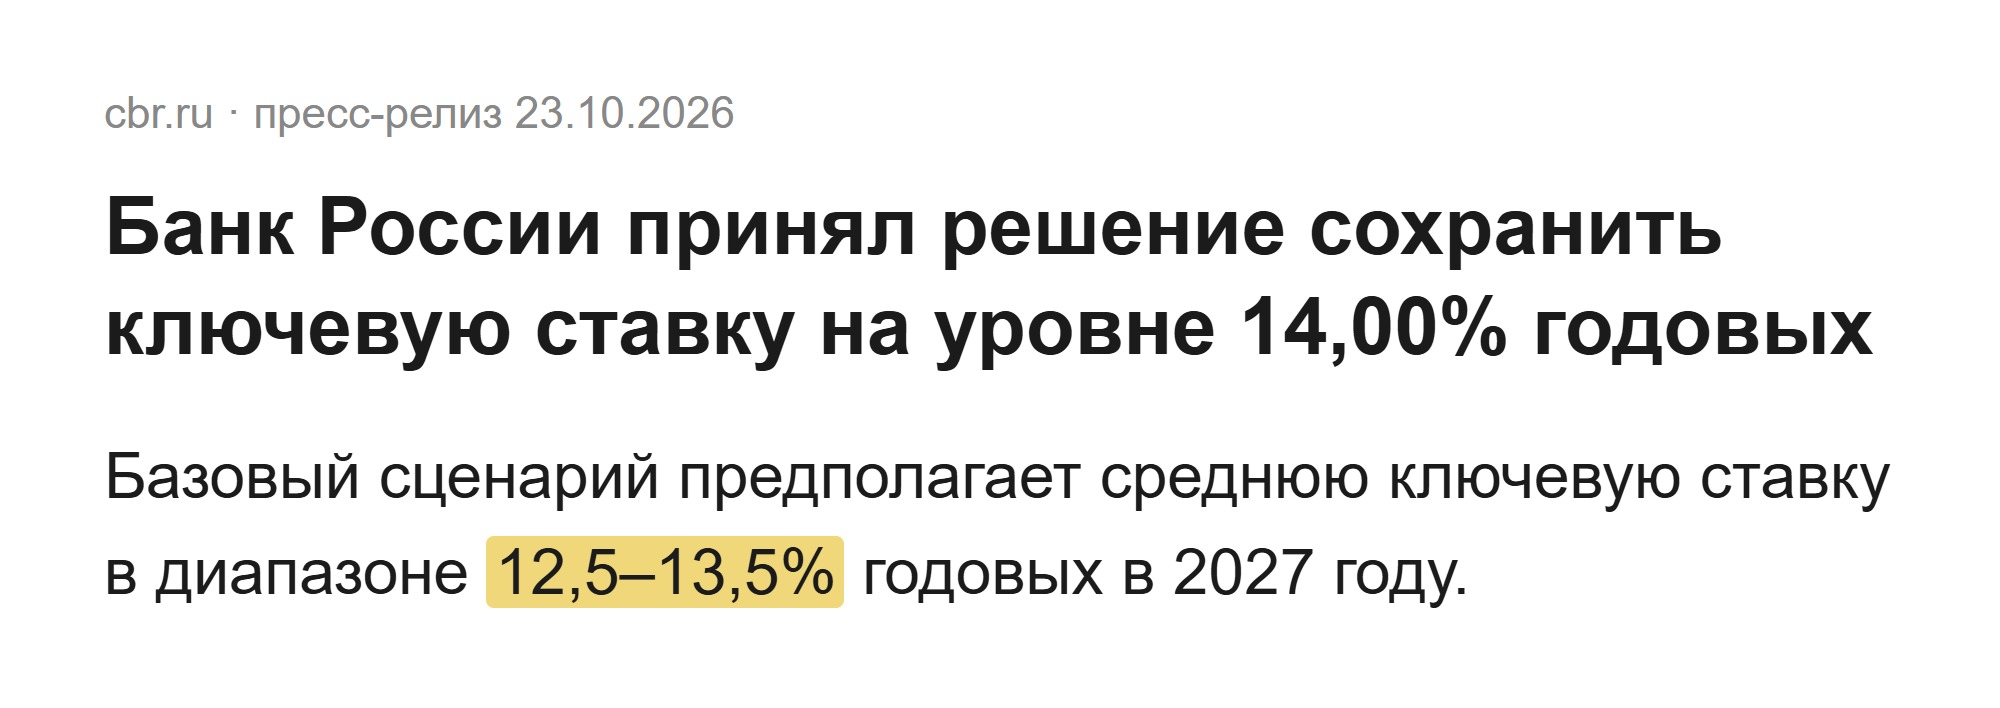 cbr.ru · пресс-релиз 23.10.2026
Банк России принял решение сохранить
ключевую ставку на уровне 14,00% годовых
Базовый сценарий предполагает среднюю ключевую ставку
в диапазоне 12,5–13,5% годовых в 2027 году.